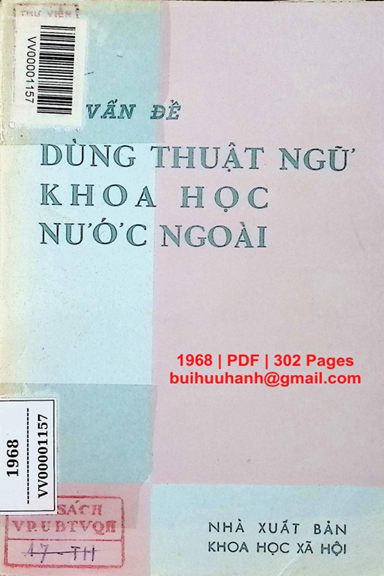 THƯ VIỆN
VV00001157
VẤN ĐỀ
DÙNG THUẬT NGỮ
KHOA HỌC
NƯỚC NGOÀI
1968 | PDF | 302 Pages
buihuuhanh@gmail.com
1968
VV00001157
SÁCH
VP.UBTVQH
17-TH
NHÀ XUẤT BẢN
KHOA HỌC XÃ HỘI